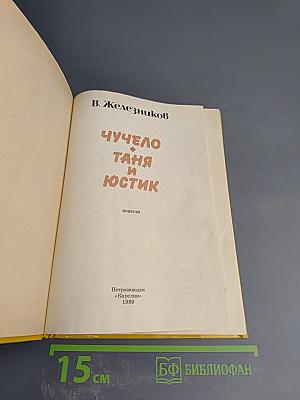 В. Железников
ЧУЧЕЛО
ТАНЯ
И
ЮСТИК
повести
Петрозаводск
«Карелия»
1989
15 см
БФ БИБЛИОФАН